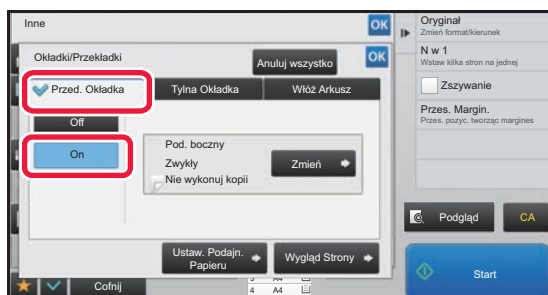 Inne
OK
Okładki/Przekładki
Anuluj wszystko
OK
Przed. Okładka
Tylna Okładka
Włóż Arkusz
Off
On
Pod. boczny
Zwykły
Nie wykonuj kopii
Zmień
Ustaw. Podajn.
Papieru
Wygląd Strony
Cofnij
A4
4 A4
Oryginał
Zmień format/kierunek
N w 1
Wstaw kilka stron na jednej
Zszywanie
Przes. Margin.
Przes. pozyc. tworząc margines
Podgląd
CA
Start